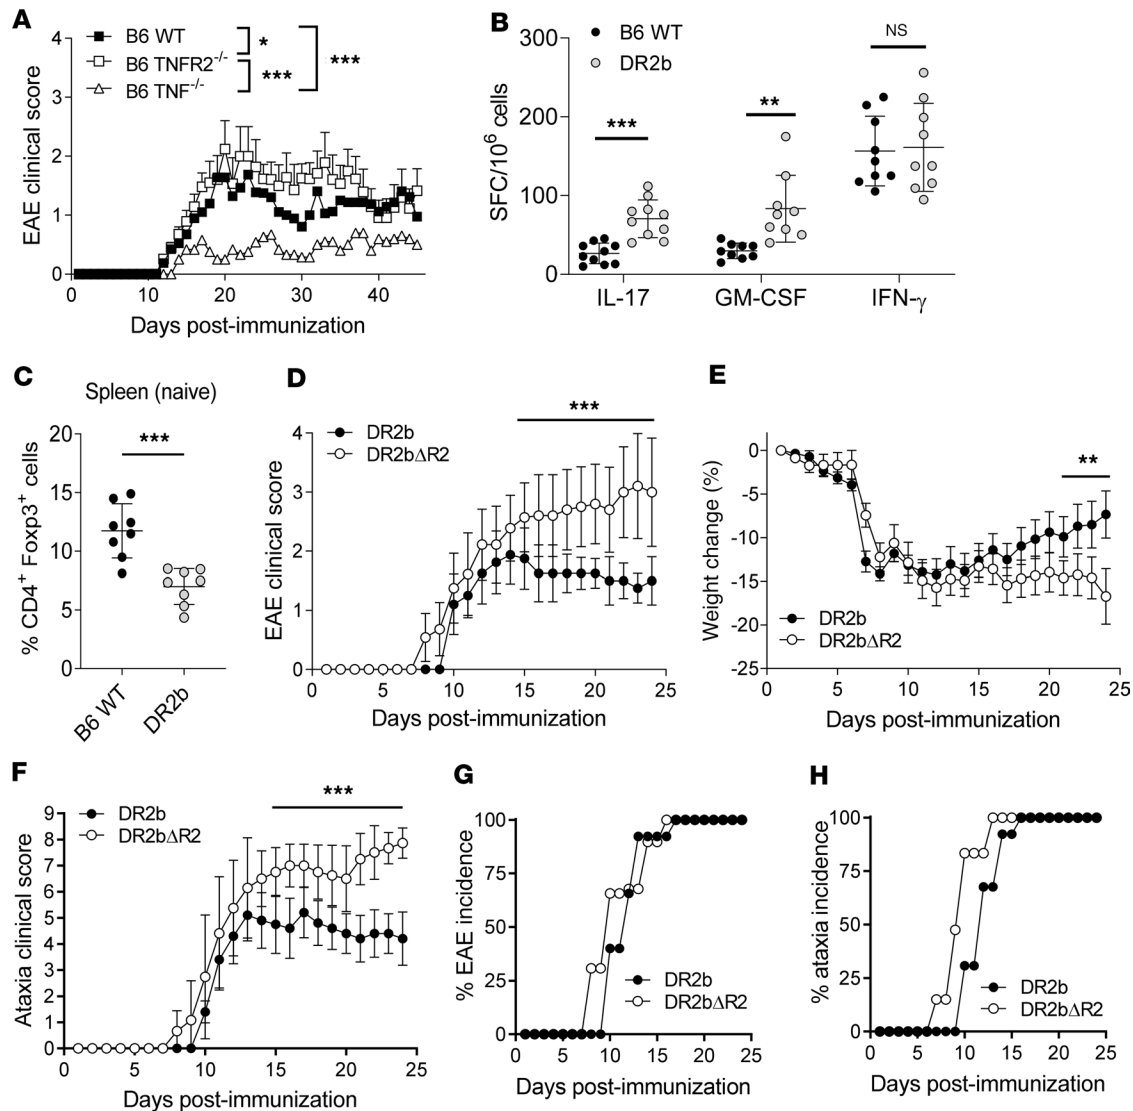 A
B6 WT
B6 TNFR2-/-
B6 TNF-/-
*
***
***
EAE clinical score
4
3
2
1
0
0
10
20
30
40
Days post-immunization
B
B6 WT
DR2b
NS
***
**
SFC/10^6 cells
300
200
100
0
IL-17
GM-CSF
IFN-γ
C
Spleen (naive)
***
% CD4+ Foxp3+ cells
20
15
10
5
0
B6 WT
DR2b
D
***
DR2b
DR2bΔR2
EAE clinical score
4
3
2
1
0
0
5
10
15
20
25
Days post-immunization
E
**
Weight change (%)
0
-5
-10
-15
-20
-25
DR2b
DR2bΔR2
0
5
10
15
20
25
Days post-immunization
F
DR2b
DR2bΔR2
***
Ataxia clinical score
9
8
7
6
5
4
3
2
1
0
0
5
10
15
20
25
Days post-immunization
G
% EAE incidence
100
75
50
25
0
DR2b
DR2bΔR2
0
5
10
15
20
25
Days post-immunization
H
% ataxia incidence
100
75
50
25
0
DR2b
DR2bΔR2
0
5
10
15
20
25
Days post-immunization